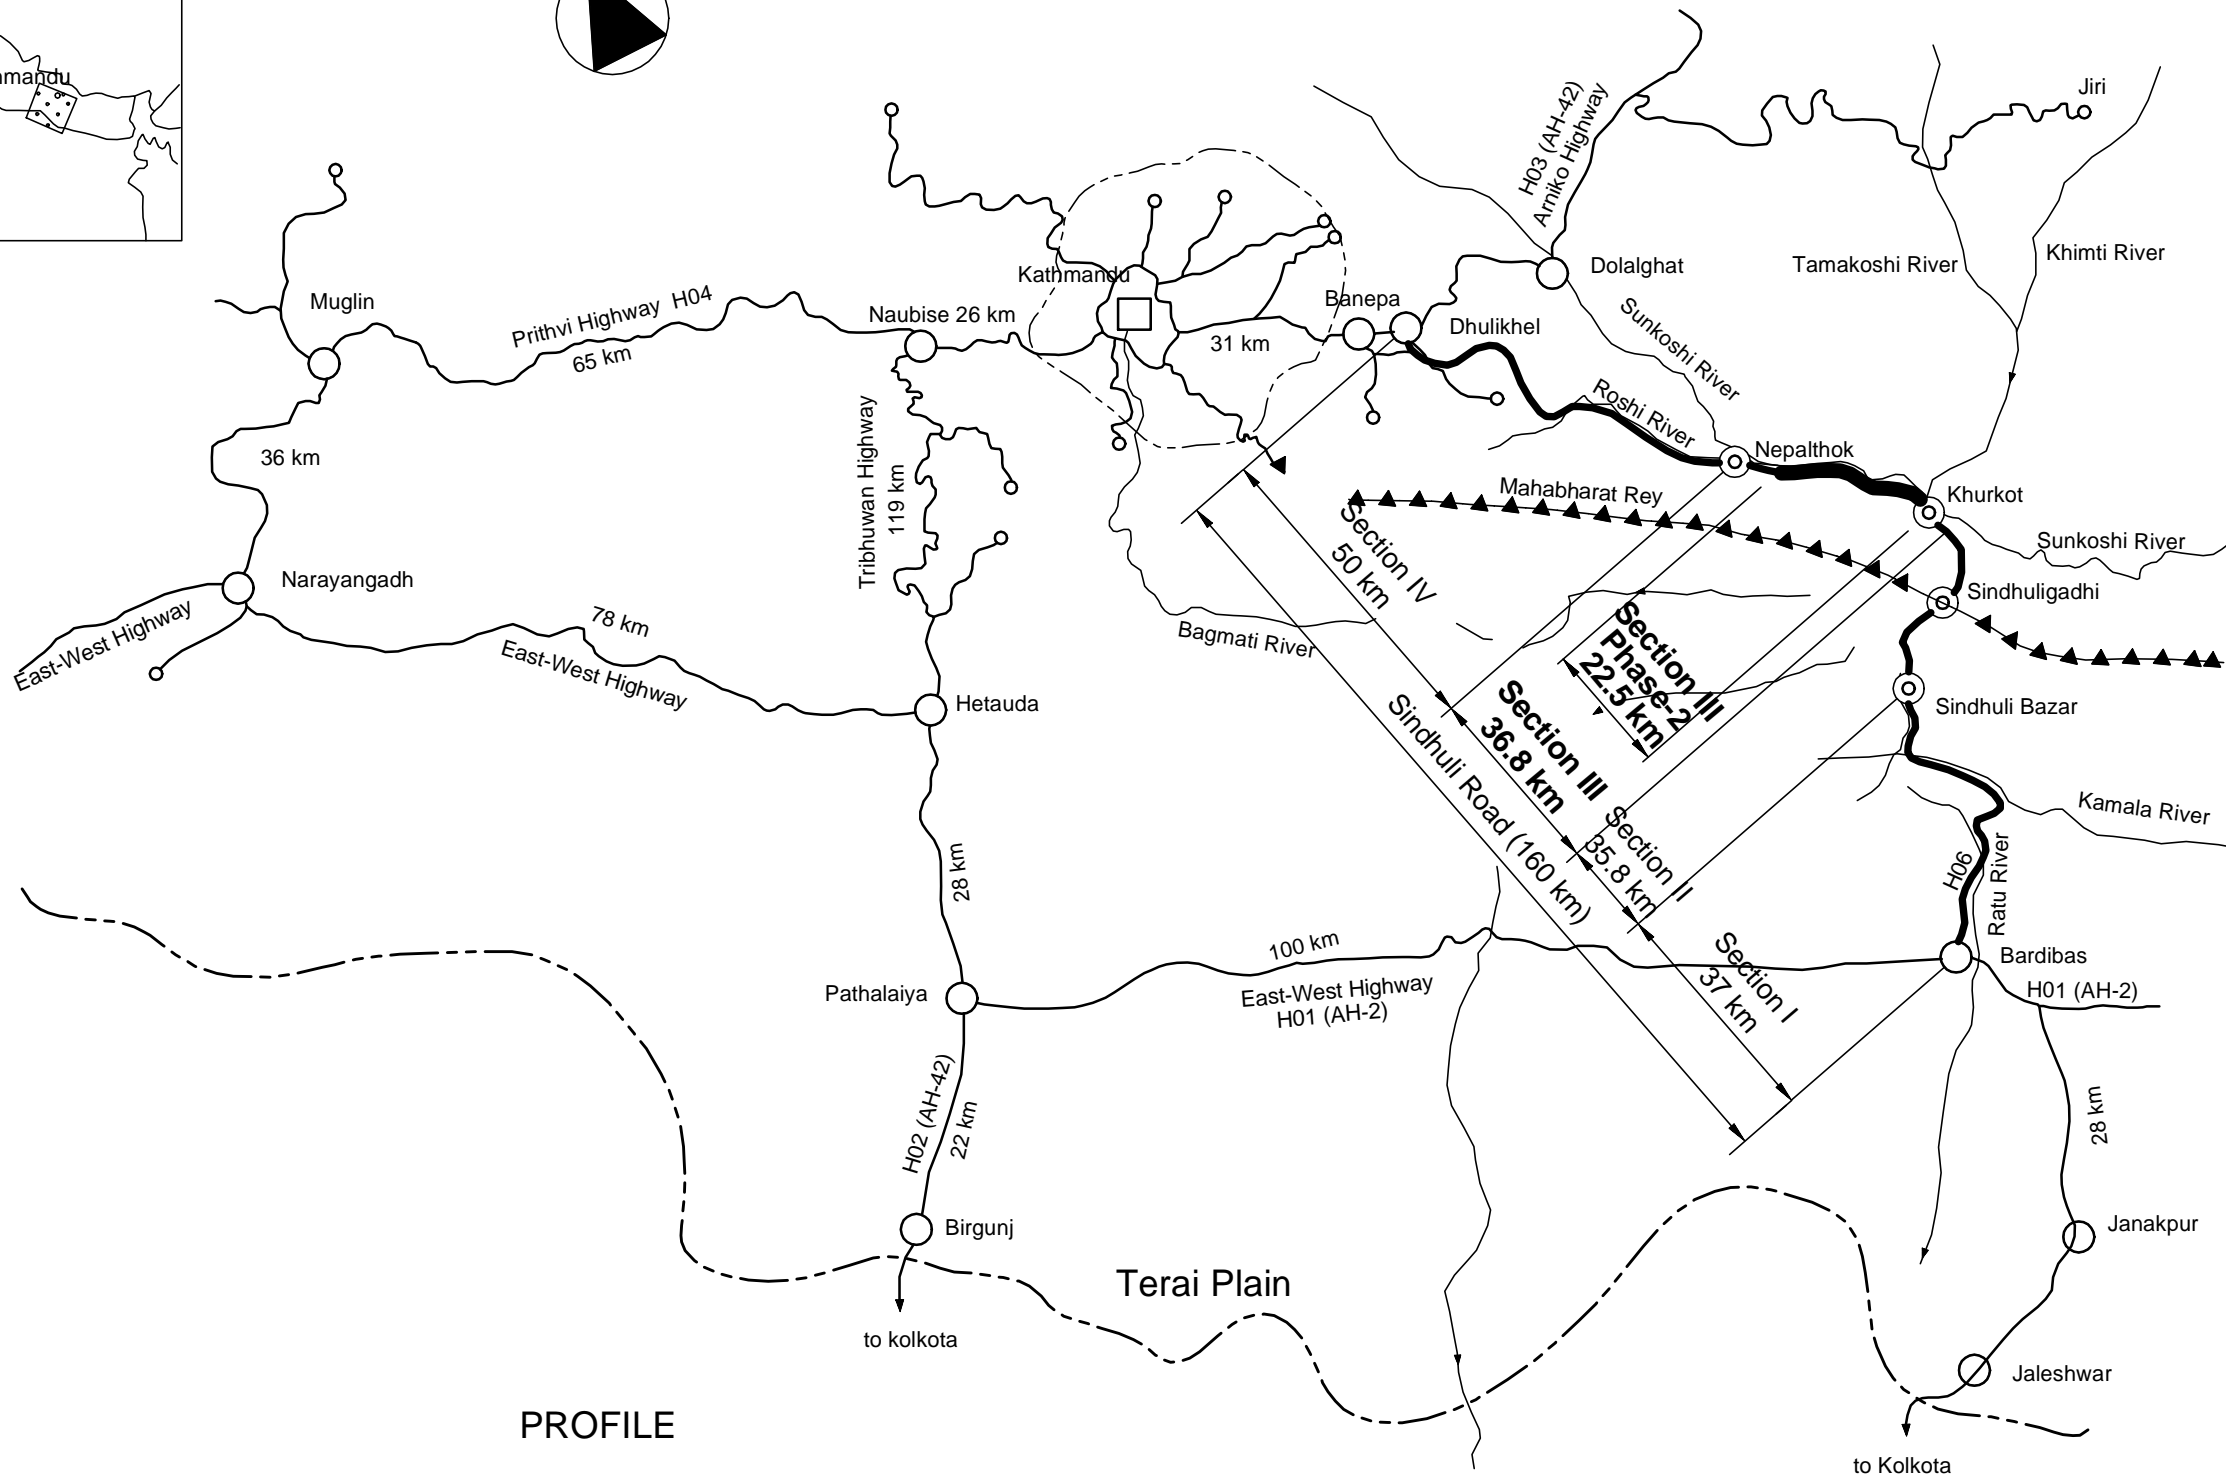 Jiri
H03 (AH-42)
Arniko Highway
Khimti River
Tamakoshi River
Dolalghat
Kathmandu
Banepa
Muglin
Prithvi Highway H04
65 km
Naubise 26 km
31 km
Dhulikhel
Sunkoshi River
Roshi River
Nepalthok
36 km
Tribhuwan Highway
119 km
Mahabharat Rey
Khurkot
Sunkoshi River
Section IV
50 km
Narayangadh
East-West Highway
78 km
East-West Highway
Bagmati River
Sindhuligadhi
Section III
Phase-2
22.5 km
Hetauda
Sindhuli Bazar
Section III
36.8 km
Sindhuli Road (160 km)
Section II
35.8 km
Kamala River
28 km
H06
Ratu River
100 km
East-West Highway
H01 (AH-2)
Section I
37 km
Bardibas
H01 (AH-2)
Pathalaiya
H02 (AH-42)
22 km
28 km
Birgunj
Janakpur
Terai Plain
to kolkota
Jaleshwar
PROFILE
to Kolkota